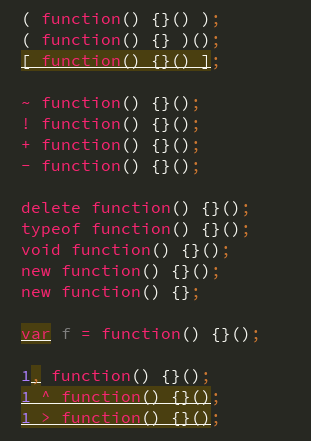 ( function() {}() );
( function() {} )();
[ function() {}() ];
~ function() {}();
! function() {}();
+ function() {}();
- function() {}();
delete function() {}();
typeof function() {}();
void function() {}();
new function() {}();
new function() {};
var f = function() {}();
1, function() {}();
1 ^ function() {}();
1 > function() {}();